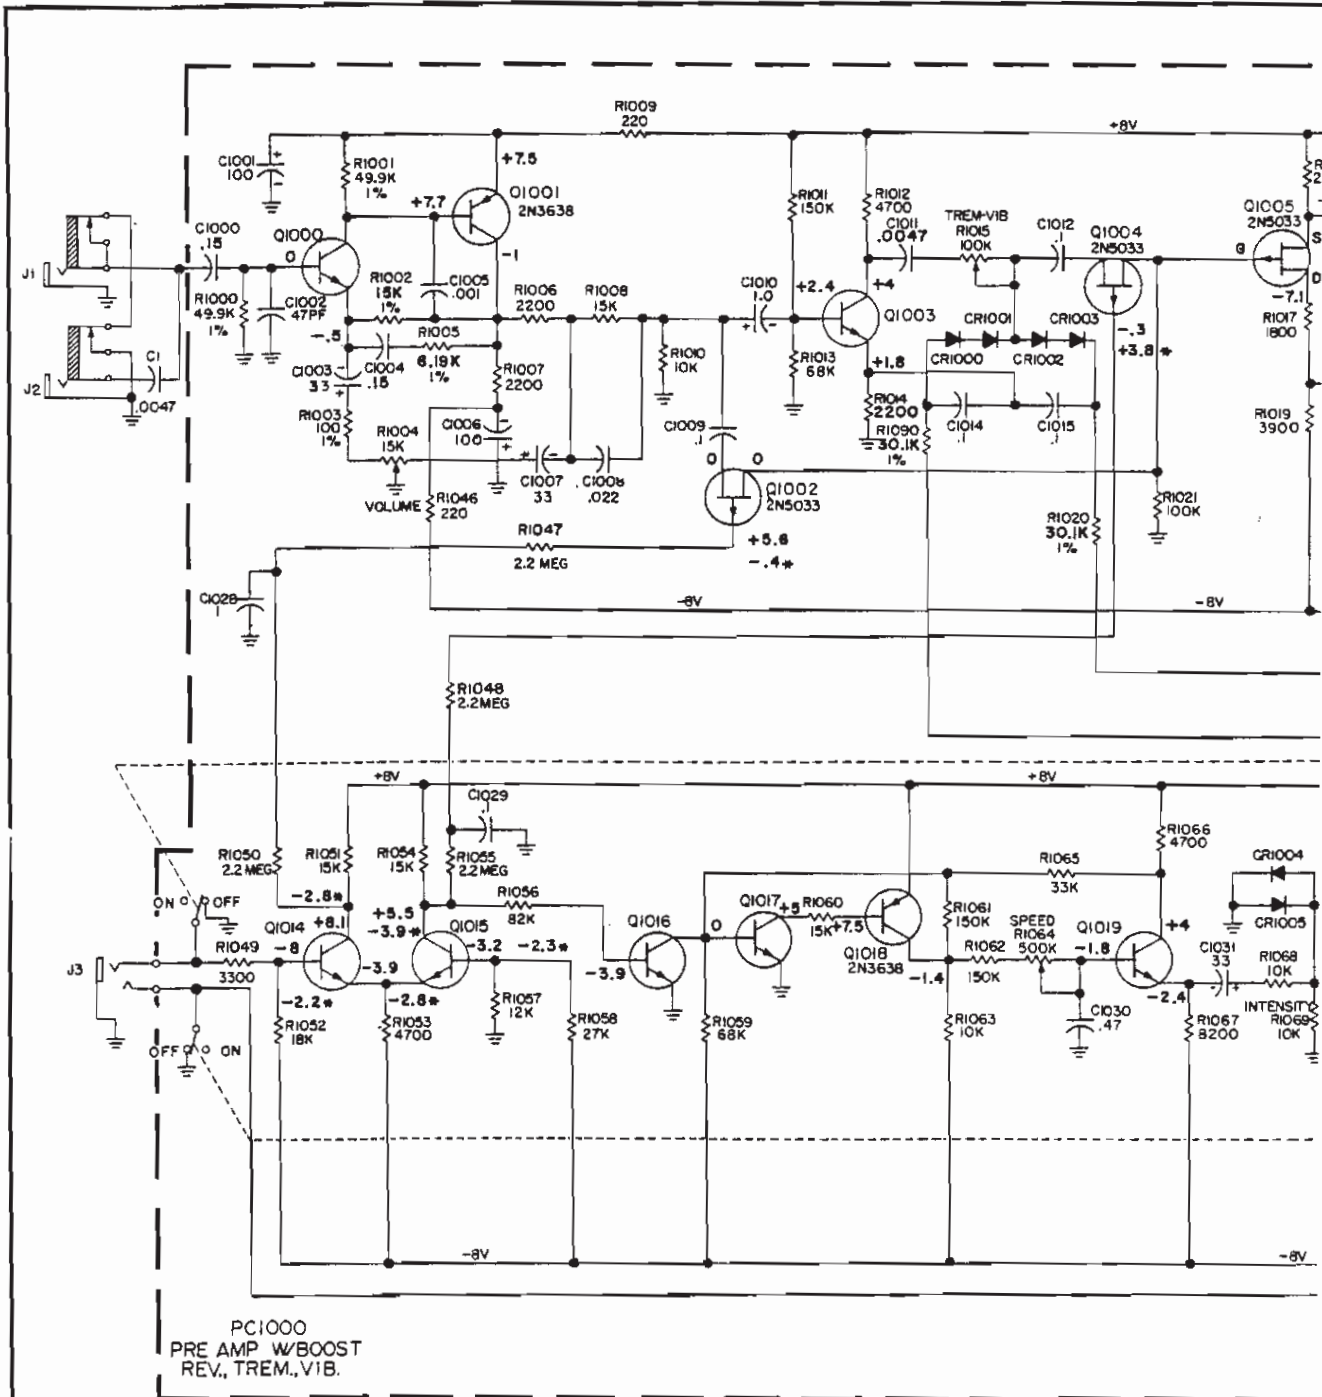 R1009
220
+8V
C1001
100
+
-
R1001
49.9K
1%
+7.5
+7.7
Q1001
2N3638
R1011
150K
R1012
4700
C1011
.0047
TREM-VIB
R1015
100K
C1012
.1
Q1004
2N5033
Q1005
2N5033
S
G
D
C1000
.15
Q1000
0
-1
J1
R1000
49.9K
1%
C1002
47PF
R1002
15K
1%
C1005
.001
R1006
2200
R1008
15K
C1010
1.0
+
-
+2.4
+4
Q1003
-7.1
R1017
1800
-.5
R1005
6.19K
1%
C1004
.15
C1003
33
+
-
R1007
2200
R1010
10K
R1013
68K
+1.8
CR1001
CR1003
CR1000
CR1002
-.3
+3.8*
J2
C1
.0047
R1003
100
1%
R1004
15K
VOLUME
C1006
100
-
+
C1007
33
+
-
C1008
.022
C1009
.1
R1014
2200
R1090
30.1K
1%
C1014
.1
C1015
.1
R1019
3900
0
0
Q1002
2N5033
R1046
220
R1047
2.2 MEG
+5.6
-.4*
R1020
30.1K
1%
R1021
100K
C1028
1
-8V
-8V
R1048
2.2MEG
+8V
+8V
C1029
.1
R1050
2.2 MEG
R1051
15K
R1054
15K
R1055
2.2MEG
R1066
4700
R1065
33K
CR1004
CR1005
ON
OFF
-2.8*
+8.1
+5.5
-3.9*
R1056
82K
Q1014
Q1015
Q1016
0
Q1017
+5
R1060
15K
+7.5
Q1018
2N3638
R1061
150K
R1062
150K
SPEED
R1064
500K
Q1019
-1.8
+4
C1031
33
+
R1068
10K
J3
R1049
3300
-8
-3.9
-3.2
-2.3*
-3.9
-1.4
-2.4
-2.2*
-2.8*
R1052
18K
R1053
4700
R1057
12K
R1058
27K
R1059
68K
R1063
10K
C1030
.47
R1067
8200
INTENSITY
R1069
10K
OFF
ON
-8V
-8V
PC1000
PRE AMP W/BOOST
REV., TREM., VIB.